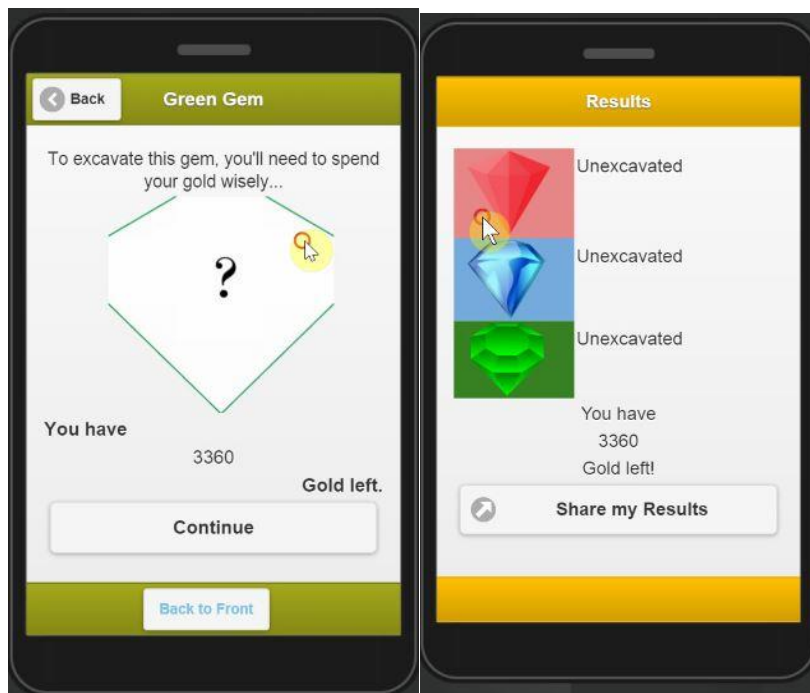 Back
Green Gem
To excavate this gem, you'll need to spend
your gold wisely...
?
You have
3360
Gold left.
Continue
Back to Front
Results
Unexcavated
Unexcavated
Unexcavated
You have
3360
Gold left!
Share my Results